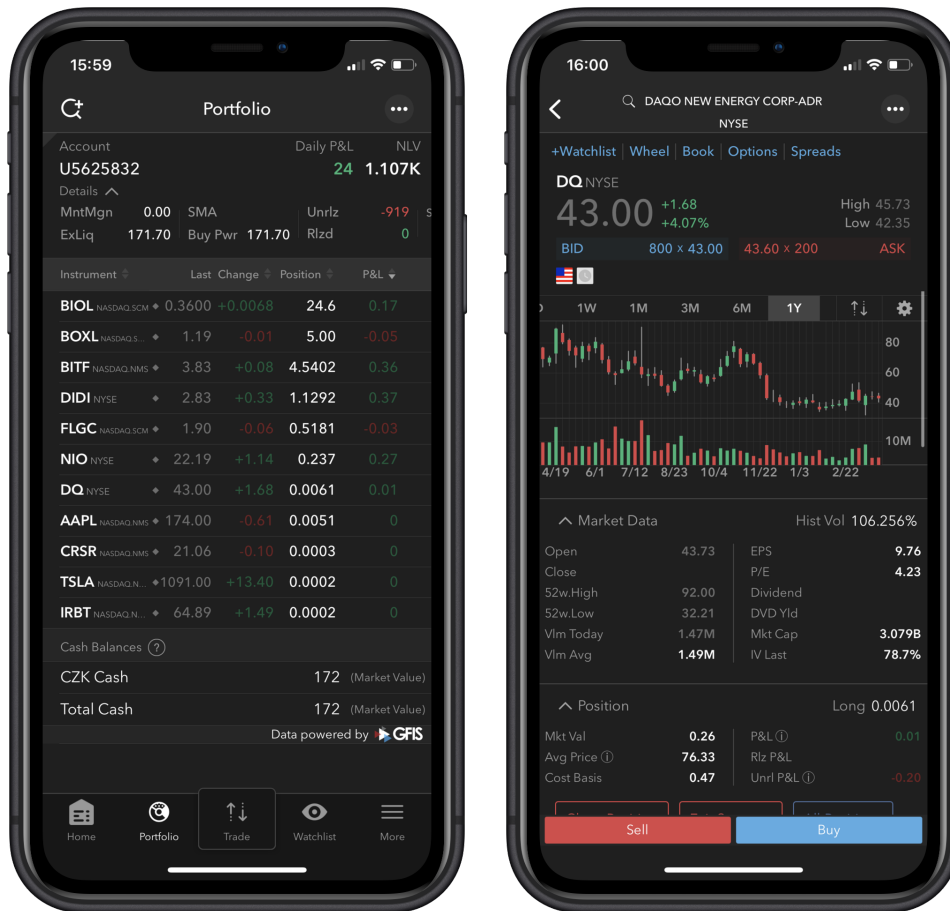 15:59
Portfolio
Account Daily P&L NLV
U5625832 24 1.107K
Details
MntMgn 0.00 SMA Unrlz -919 S
ExLiq 171.70 Buy Pwr 171.70 Rlzd 0
Instrument Last Change Position P&L
BIOL NASDAQ.SCM 0.3600 +0.0068 24.6 0.17
BOXL NASDAQ.S... 1.19 -0.01 5.00 -0.05
BITF NASDAQ.NMS 3.83 +0.08 4.5402 0.36
DIDI NYSE 2.83 +0.33 1.1292 0.37
FLGC NASDAQ.SCM 1.90 -0.06 0.5181 -0.03
NIO NYSE 22.19 +1.14 0.237 0.27
DQ NYSE 43.00 +1.68 0.0061 0.01
AAPL NASDAQ.NMS 174.00 -0.61 0.0051 0
CRSR NASDAQ.NMS 21.06 -0.10 0.0003 0
TSLA NASDAQ.N... 1091.00 +13.40 0.0002 0
IRBT NASDAQ.N... 64.89 +1.49 0.0002 0
Cash Balances ?
CZK Cash 172 (Market Value)
Total Cash 172 (Market Value)
Data powered by GFIS
Home Portfolio Trade Watchlist More
16:00
DAQO NEW ENERGY CORP-ADR
NYSE
+Watchlist | Wheel | Book | Options | Spreads
DQ NYSE
43.00 +1.68 High 45.73
+4.07% Low 42.35
BID 800 x 43.00 43.60 x 200 ASK
1W 1M 3M 6M 1Y
80
60
40
10M
4/19 6/1 7/12 8/23 10/4 11/22 1/3 2/22
Market Data Hist Vol 106.256%
Open 43.73 EPS 9.76
Close P/E 4.23
52w.High 92.00 Dividend
52w.Low 32.21 DVD Yld
Vlm Today 1.47M Mkt Cap 3.079B
Vlm Avg 1.49M IV Last 78.7%
Position Long 0.0061
Mkt Val 0.26 P&L 0.01
Avg Price 76.33 Rlz P&L
Cost Basis 0.47 Unrl P&L -0.20
Sell Buy